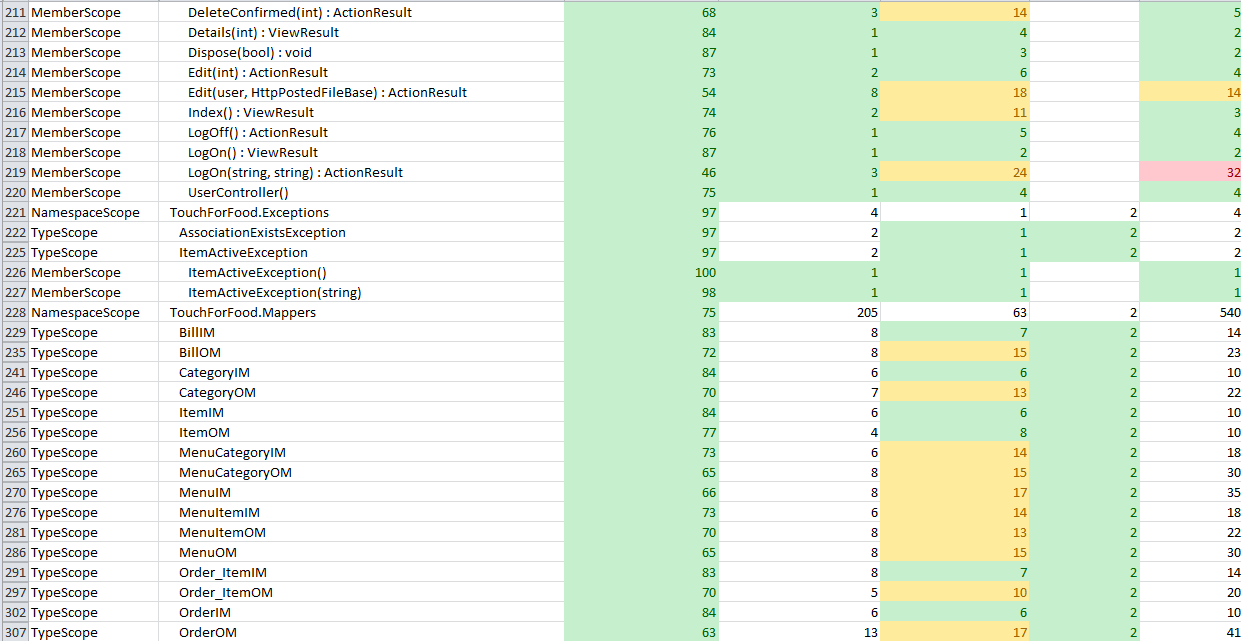 211 MemberScope DeleteConfirmed(int) : ActionResult 68 3 14 5
212 MemberScope Details(int) : ViewResult 84 1 4 2
213 MemberScope Dispose(bool) : void 87 1 3 2
214 MemberScope Edit(int) : ActionResult 73 2 6 4
215 MemberScope Edit(user, HttpPostedFileBase) : ActionResult 54 8 18 14
216 MemberScope Index() : ViewResult 74 2 11 3
217 MemberScope LogOff() : ActionResult 76 1 5 4
218 MemberScope LogOn() : ViewResult 87 1 2 2
219 MemberScope LogOn(string, string) : ActionResult 46 3 24 32
220 MemberScope UserController() 75 1 4 4
221 NamespaceScope TouchForFood.Exceptions 97 4 1 2 4
222 TypeScope AssociationExistsException 97 2 1 2 2
225 TypeScope ItemActiveException 97 2 1 2 2
226 MemberScope ItemActiveException() 100 1 1 1
227 MemberScope ItemActiveException(string) 98 1 1 1
228 NamespaceScope TouchForFood.Mappers 75 205 63 2 540
229 TypeScope BillIM 83 8 7 2 14
235 TypeScope BillOM 72 8 15 2 23
241 TypeScope CategoryIM 84 6 6 2 10
246 TypeScope CategoryOM 70 7 13 2 22
251 TypeScope ItemIM 84 6 6 2 10
256 TypeScope ItemOM 77 4 8 2 10
260 TypeScope MenuCategoryIM 73 6 14 2 18
265 TypeScope MenuCategoryOM 65 8 15 2 30
270 TypeScope MenuIM 66 8 17 2 35
276 TypeScope MenuItemIM 73 6 14 2 18
281 TypeScope MenuItemOM 70 8 13 2 22
286 TypeScope MenuOM 65 8 15 2 30
291 TypeScope Order_ItemIM 83 8 7 2 14
297 TypeScope Order_ItemOM 70 5 10 2 20
302 TypeScope OrderIM 84 6 6 2 10
307 TypeScope OrderOM 63 13 17 2 41